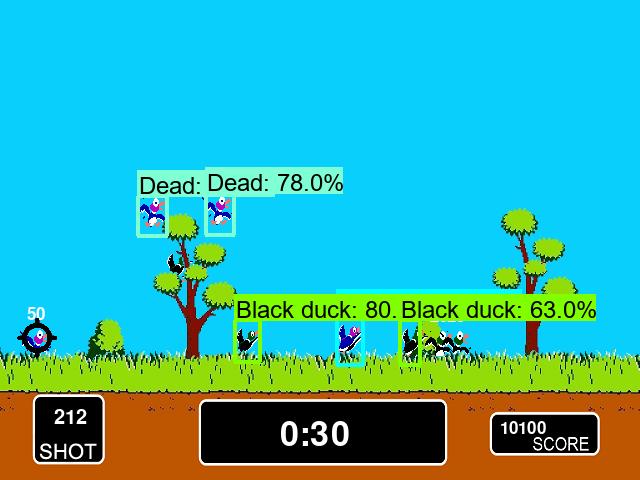 Dead:
Dead: 78.0%
Black duck: 80.
Black duck: 63.0%
50
212
SHOT
0:30
10100
SCORE